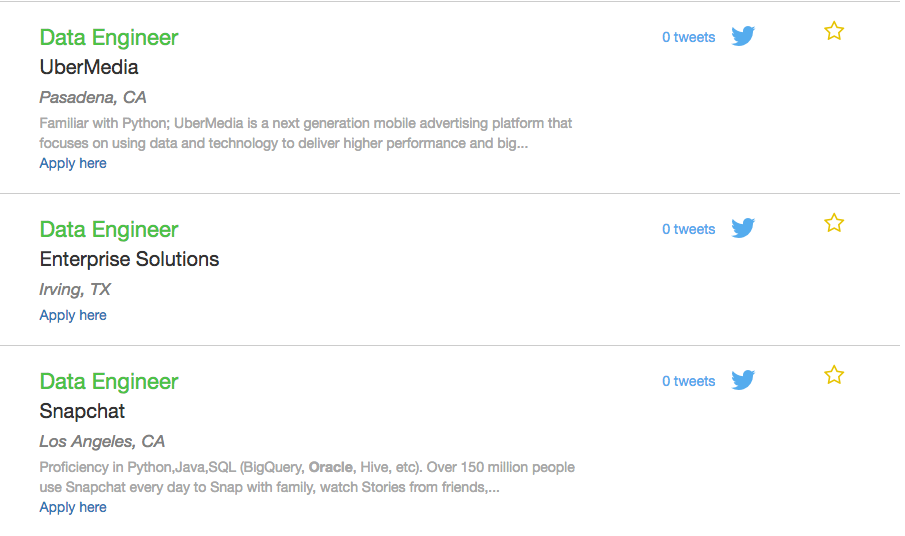 Data Engineer
0 tweets
UberMedia
Pasadena, CA
Familiar with Python; UberMedia is a next generation mobile advertising platform that
focuses on using data and technology to deliver higher performance and big...
Apply here
Data Engineer
0 tweets
Enterprise Solutions
Irving, TX
Apply here
Data Engineer
0 tweets
Snapchat
Los Angeles, CA
Proficiency in Python,Java,SQL (BigQuery, Oracle, Hive, etc). Over 150 million people
use Snapchat every day to Snap with family, watch Stories from friends,...
Apply here